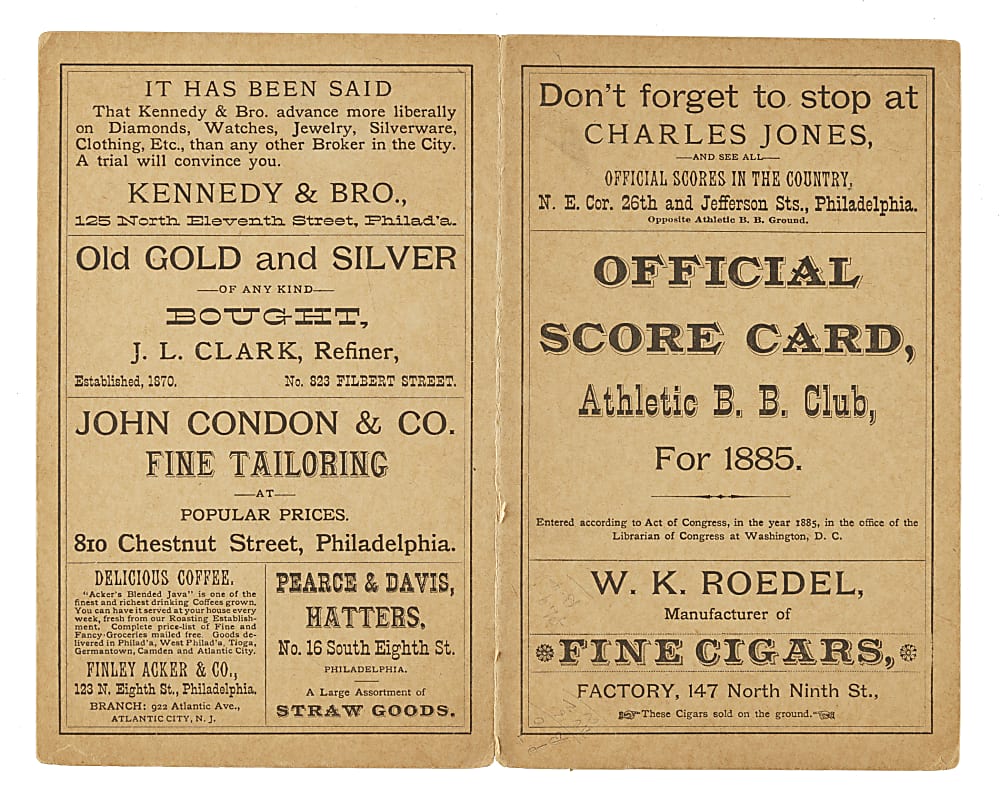 IT HAS BEEN SAID
That Kennedy & Bro. advance more liberally
on Diamonds, Watches, Jewelry, Silverware,
Clothing, Etc., than any other Broker in the City.
A trial will convince you.
KENNEDY & BRO.,
125 North Eleventh Street, Philad'a.
Old GOLD and SILVER
—OF ANY KIND—
BOUGHT,
J. L. CLARK, Refiner,
Established, 1870. No. 823 FILBERT STREET.
JOHN CONDON & CO.
FINE TAILORING
—AT—
POPULAR PRICES.
810 Chestnut Street, Philadelphia.
DELICIOUS COFFEE.
"Acker's Blended Java" is one of the
finest and richest drinking Coffees grown.
You can have it served at your house every
week, fresh from our Roasting Establish-
ment. Complete price-list of Fine and
Fancy Groceries mailed free. Goods de-
livered in Philad'a, West Philad'a, Tioga,
Germantown, Camden and Atlantic City.
FINLEY ACKER & CO.,
123 N. Eighth St., Philadelphia.
BRANCH: 922 Atlantic Ave.,
ATLANTIC CITY, N. J.
PEARCE & DAVIS,
HATTERS,
No. 16 South Eighth St.
PHILADELPHIA.
A Large Assortment of
STRAW GOODS.
Don't forget to stop at
CHARLES JONES,
—AND SEE ALL—
OFFICIAL SCORES IN THE COUNTRY,
N. E. Cor. 26th and Jefferson Sts., Philadelphia.
Opposite Athletic B. B. Ground.
OFFICIAL
SCORE CARD,
Athletic B. B. Club,
For 1885.
Entered according to Act of Congress, in the year 1885, in the office of the
Librarian of Congress at Washington, D. C.
W. K. ROEDEL,
Manufacturer of
FINE CIGARS,
FACTORY, 147 North Ninth St.,
These Cigars sold on the ground.